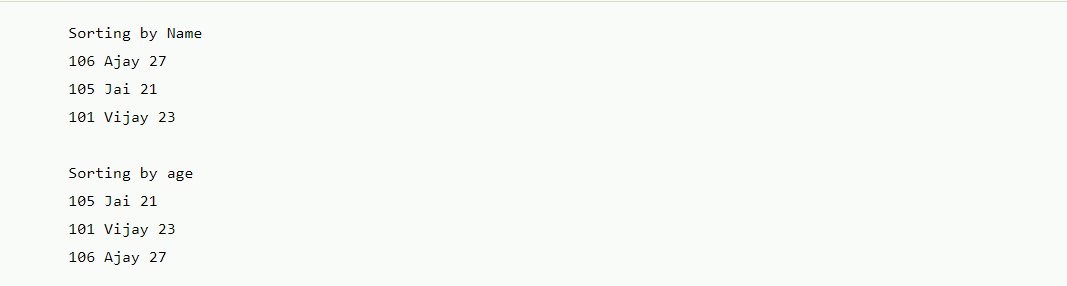 Sorting by Name
106 Ajay 27
105 Jai 21
101 Vijay 23
Sorting by age
105 Jai 21
101 Vijay 23
106 Ajay 27